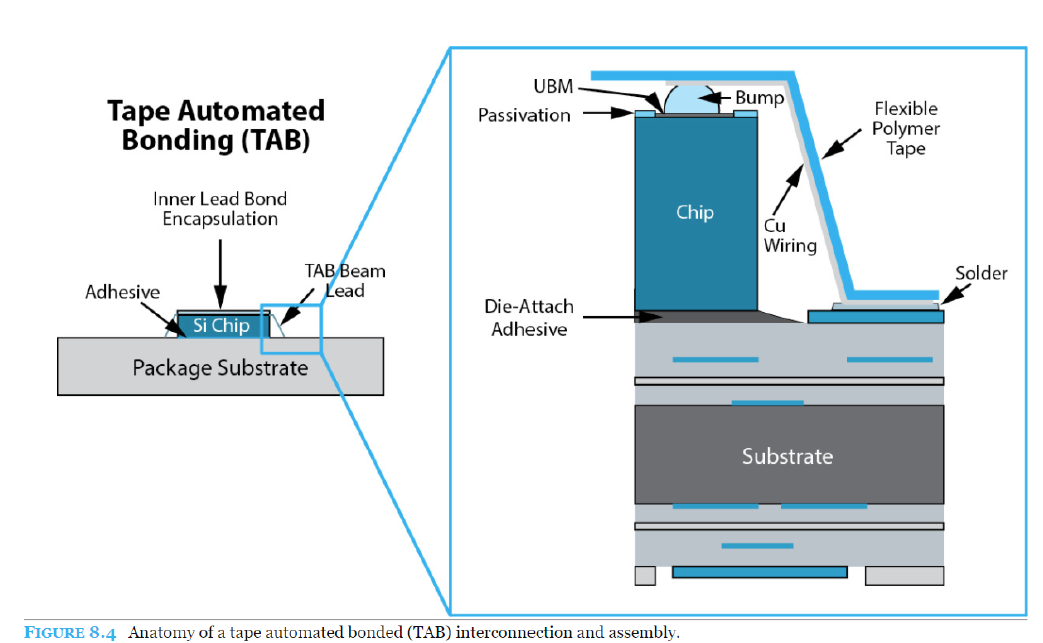 Tape Automated
Bonding (TAB)
Inner Lead Bond
Encapsulation
Adhesive
TAB Beam
Lead
Si Chip
Package Substrate
UBM
Bump
Passivation
Flexible
Polymer
Tape
Chip
Cu
Wiring
Solder
Die-Attach
Adhesive
Substrate
FIGURE 8.4 Anatomy of a tape automated bonded (TAB) interconnection and assembly.